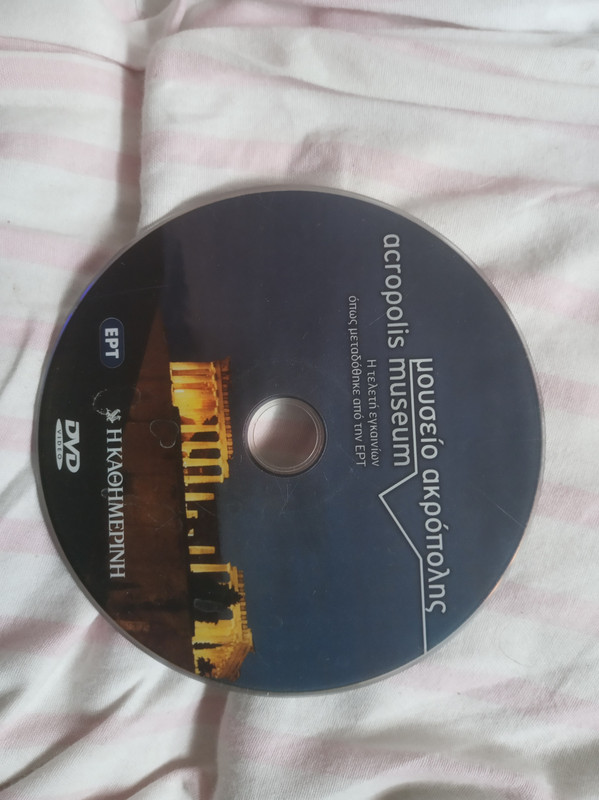 μουσείο ακρόπολης
acropolis museum
Η τελετή εγκαινίων
όπως μεταδόθηκε από την ΕΡΤ
ΕΡΤ
Η ΚΑΘΗΜΕΡΙΝΗ
DVD
VIDEO